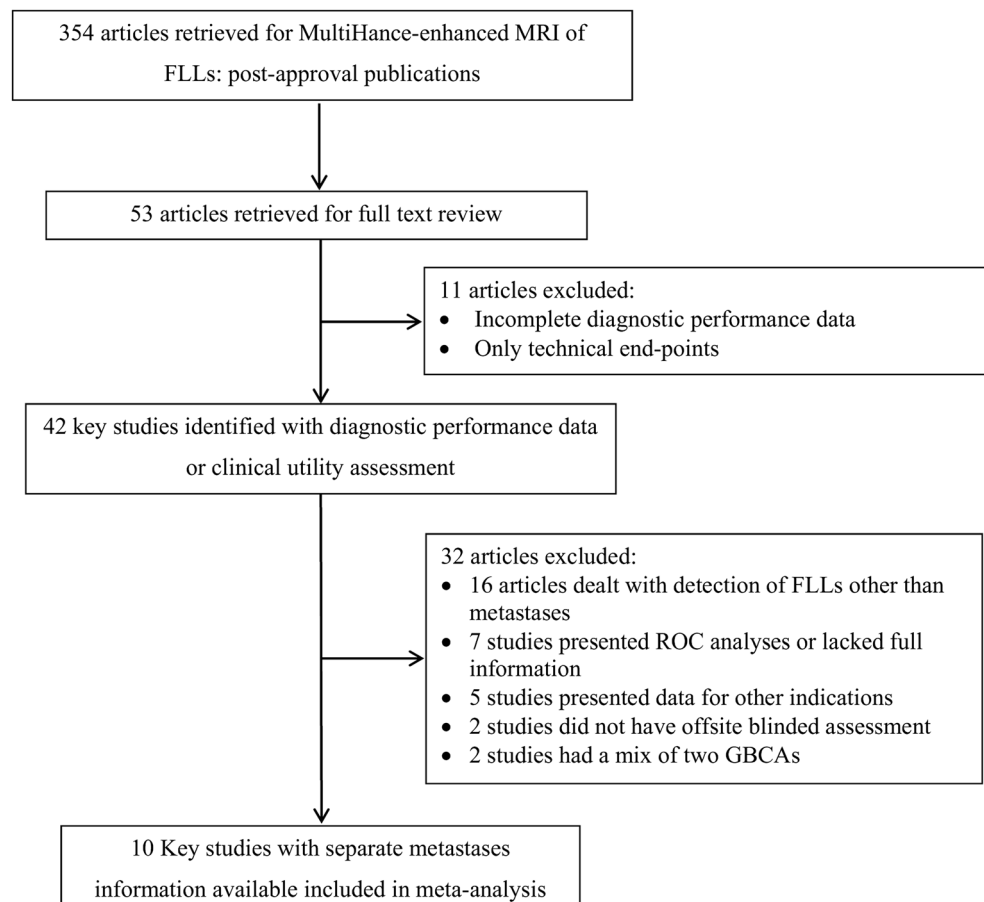 354 articles retrieved for MultiHance-enhanced MRI of
FLLs: post-approval publications
53 articles retrieved for full text review
11 articles excluded:
• Incomplete diagnostic performance data
• Only technical end-points
42 key studies identified with diagnostic performance data
or clinical utility assessment
32 articles excluded:
• 16 articles dealt with detection of FLLs other than
metastases
• 7 studies presented ROC analyses or lacked full
information
• 5 studies presented data for other indications
• 2 studies did not have offsite blinded assessment
• 2 studies had a mix of two GBCAs
10 Key studies with separate metastases
information available included in meta-analysis